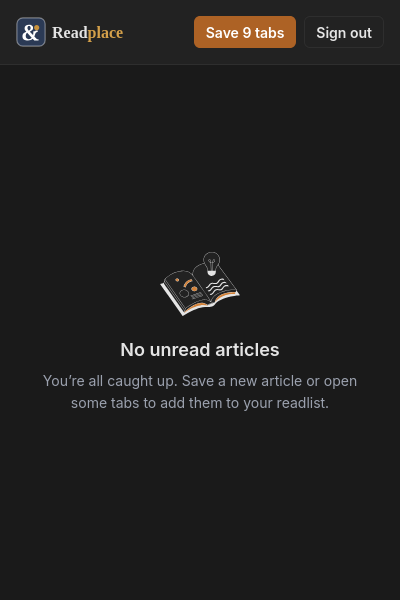 & Readplace
Save 9 tabs
Sign out
No unread articles
You’re all caught up. Save a new article or open
some tabs to add them to your readlist.